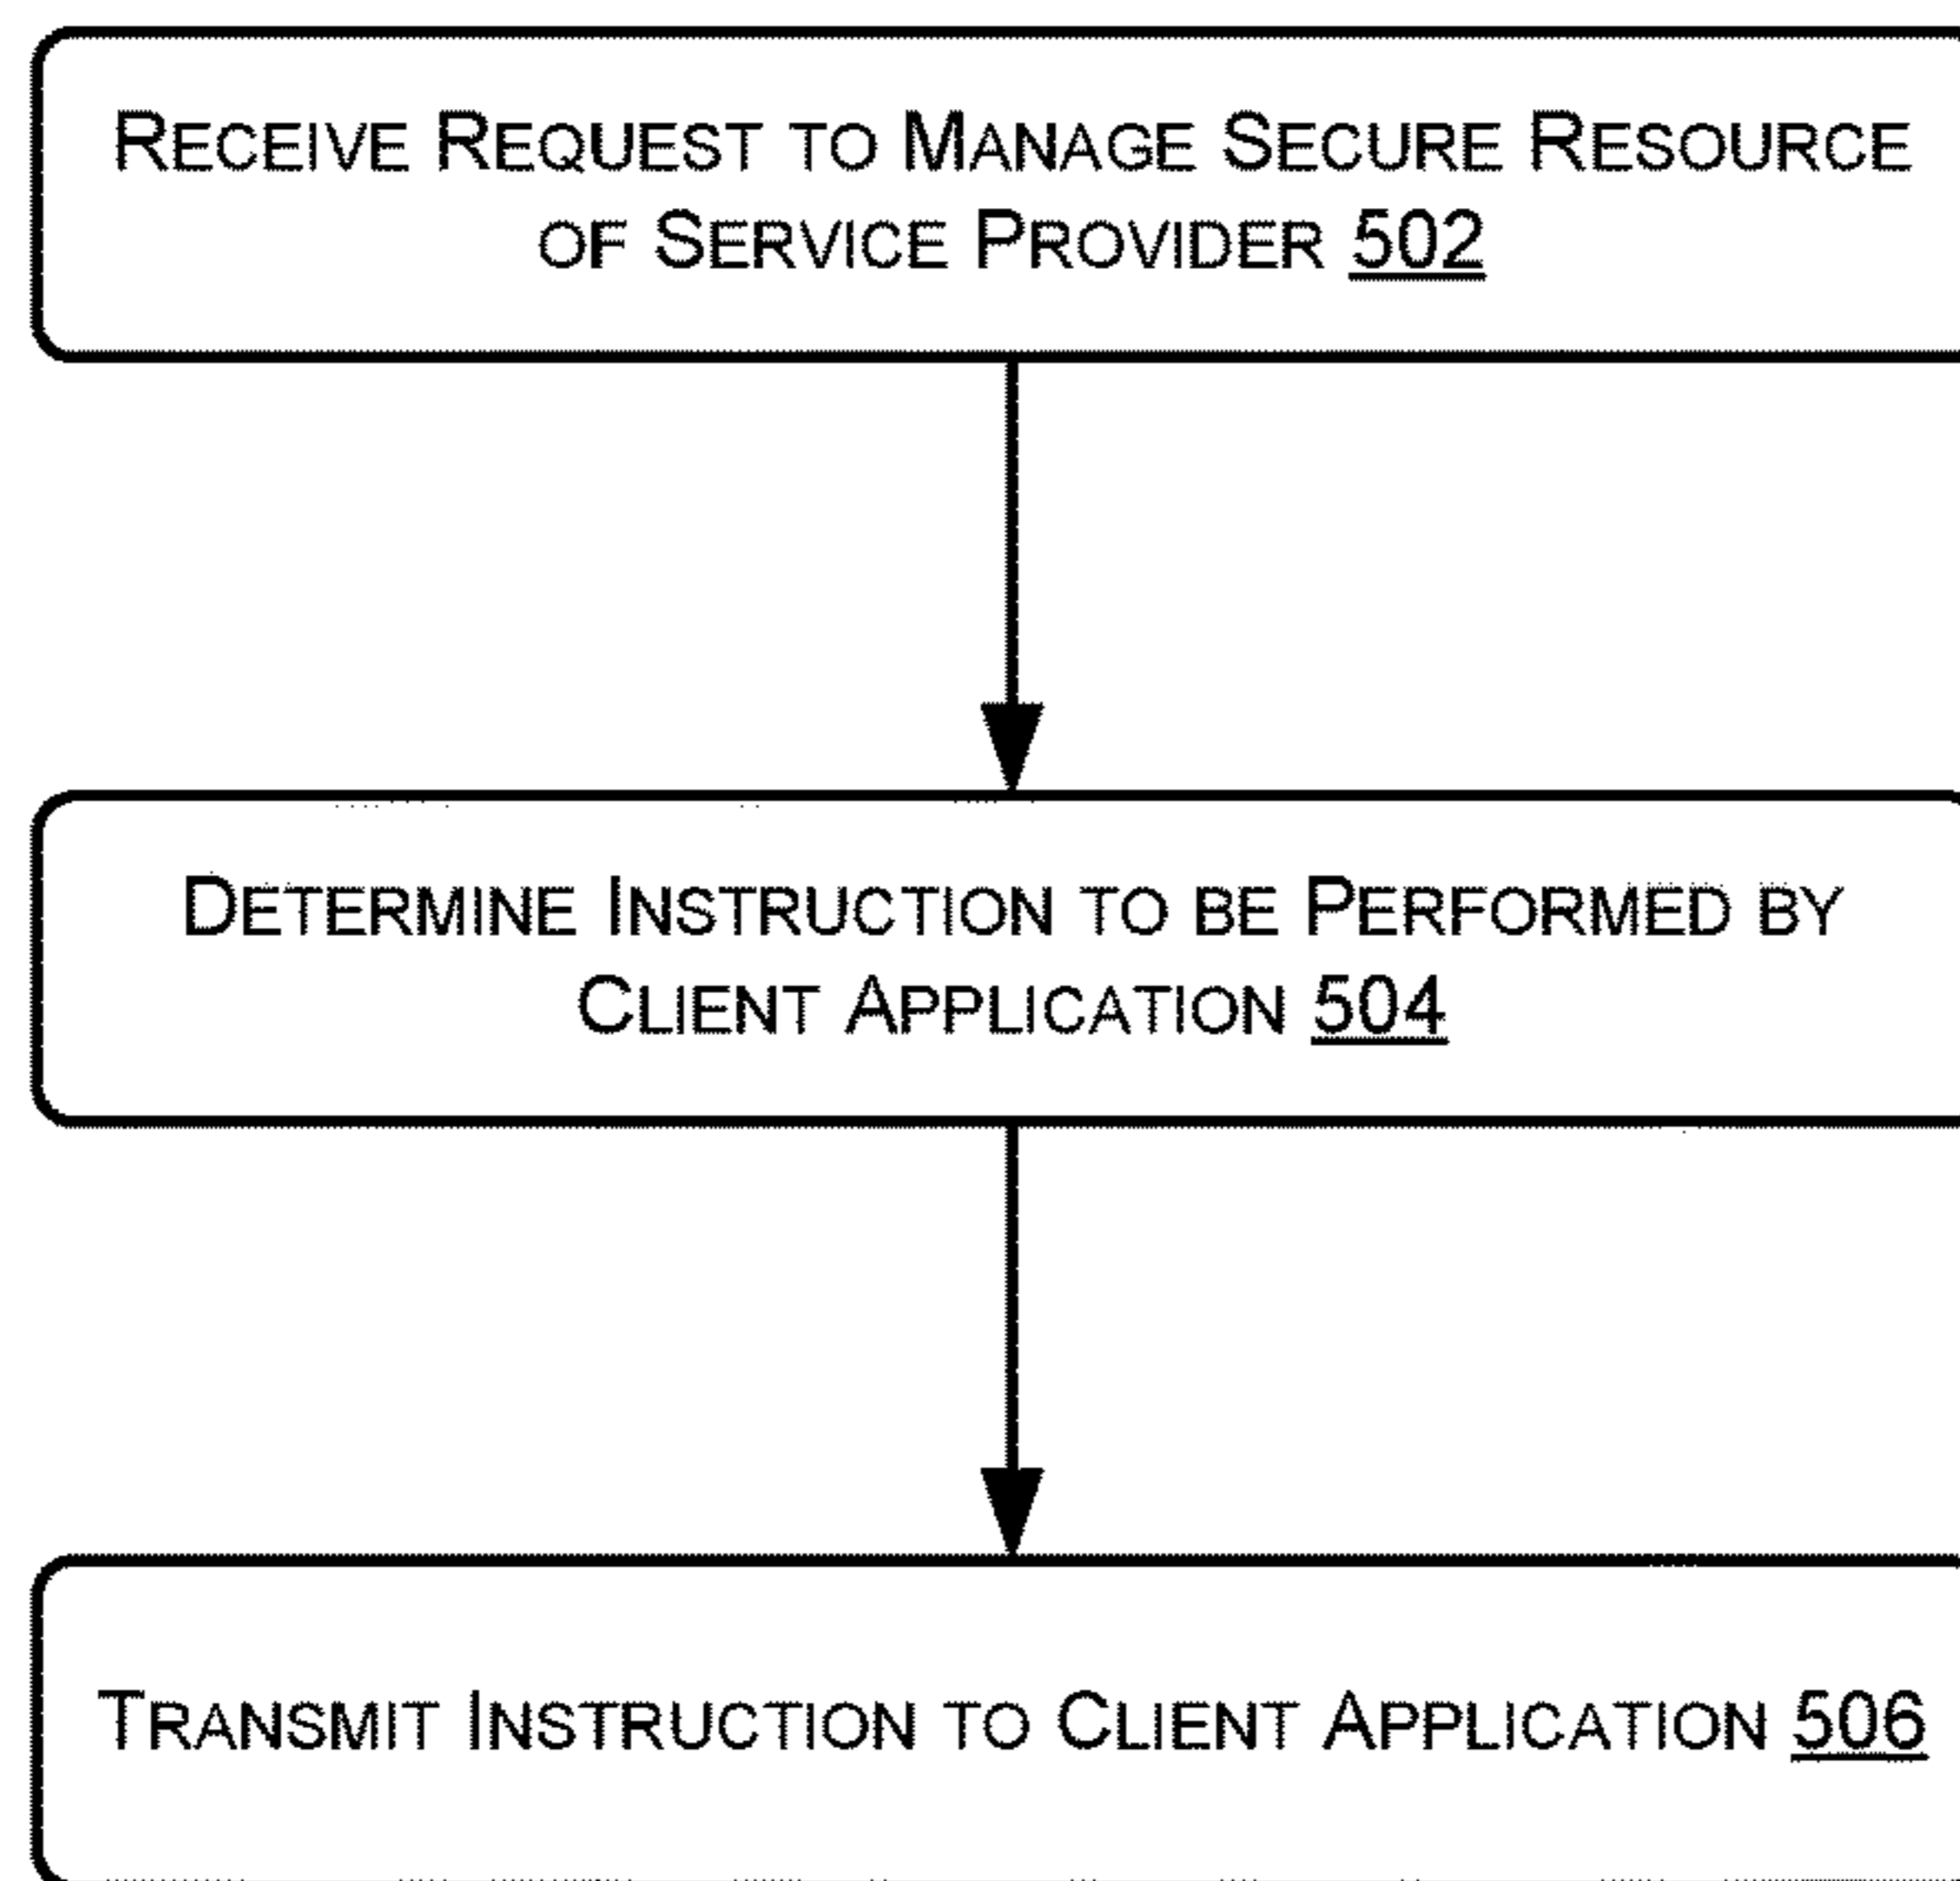 RECEIVE REQUEST TO MANAGE SECURE RESOURCE
OF SERVICE PROVIDER 502
DETERMINE INSTRUCTION TO BE PERFORMED BY
CLIENT APPLICATION 504
TRANSMIT INSTRUCTION TO CLIENT APPLICATION 506